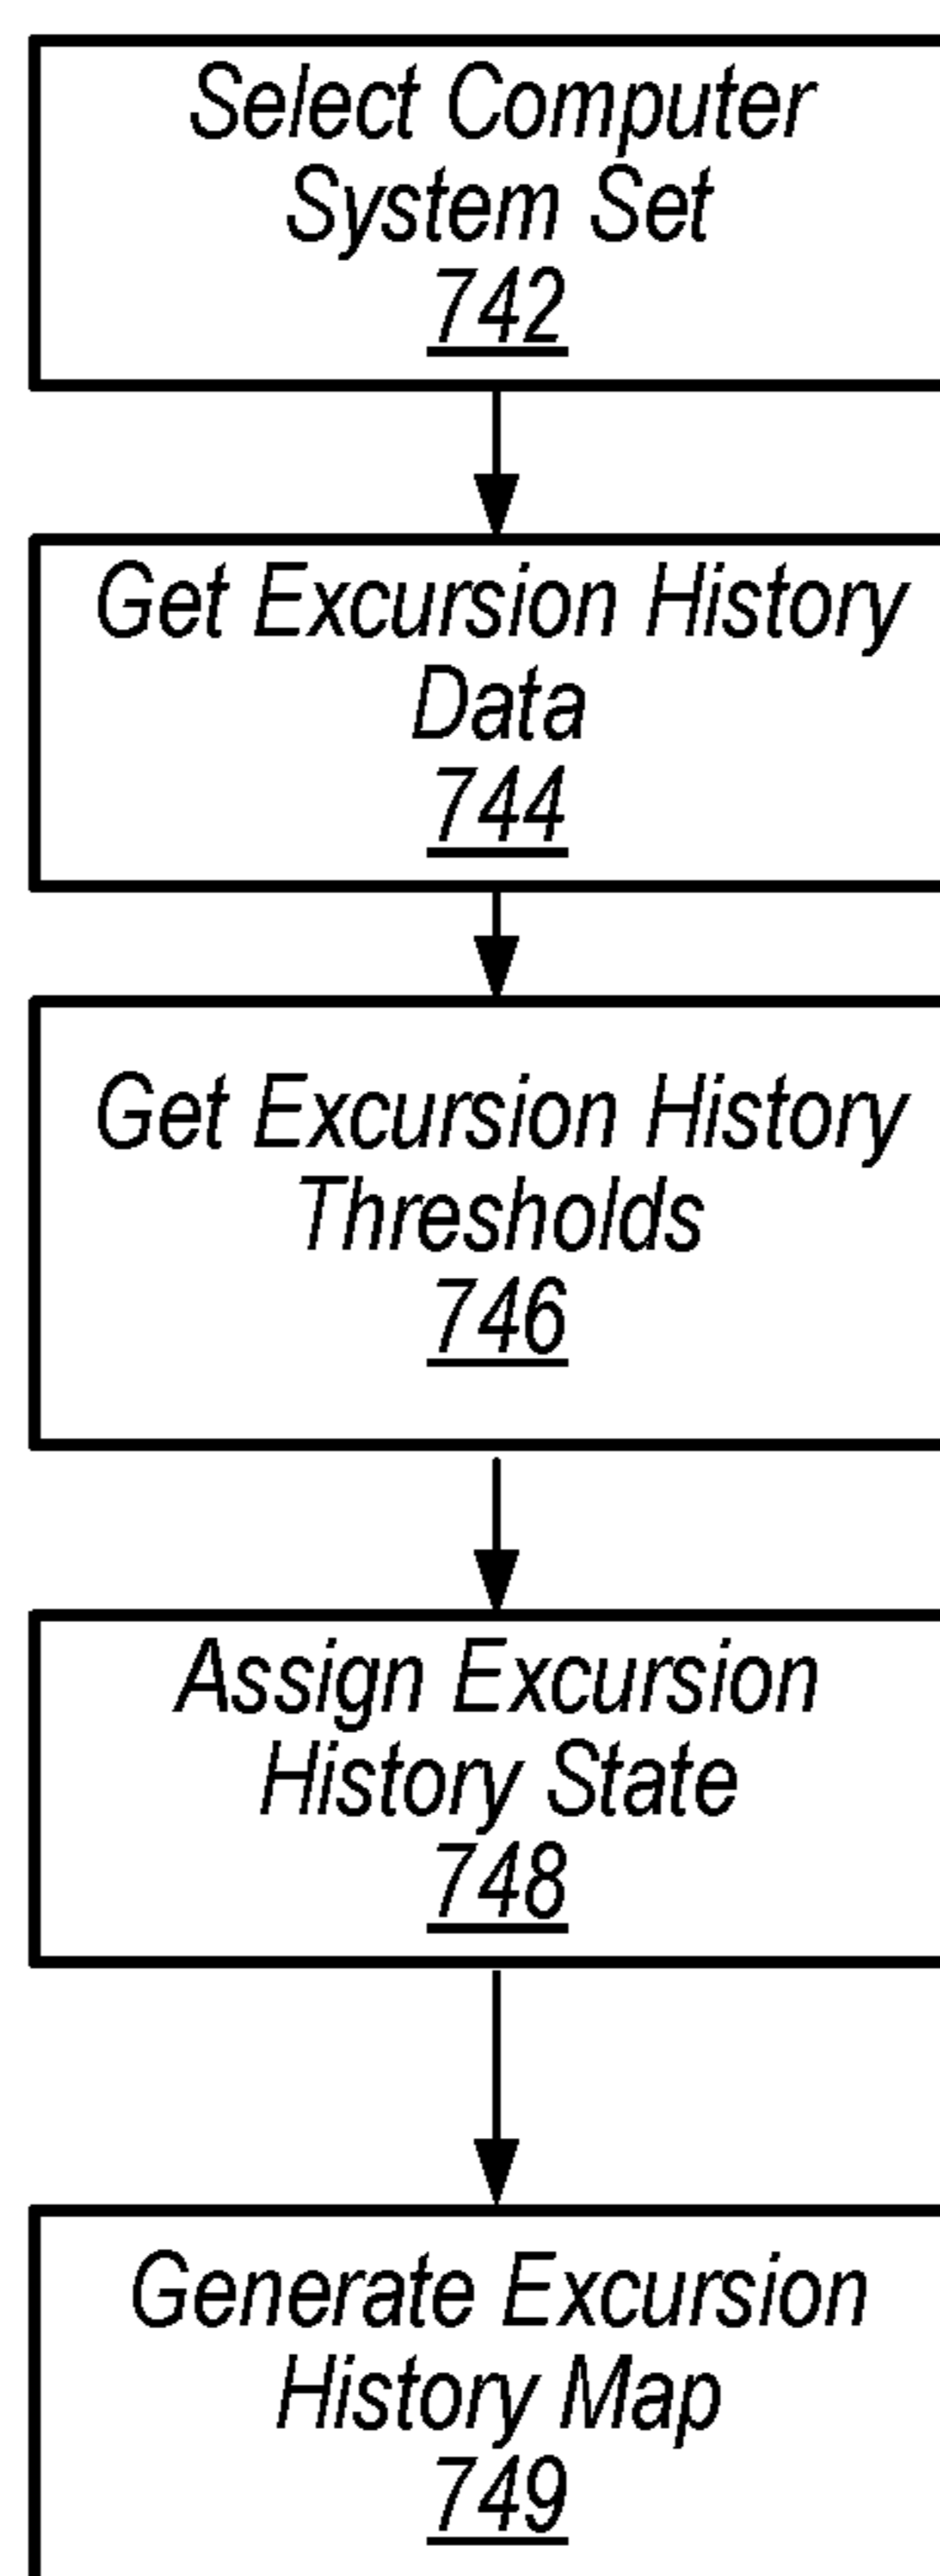 Select Computer
System Set
742
Get Excursion History
Data
744
Get Excursion History
Thresholds
746
Assign Excursion
History State
748
Generate Excursion
History Map
749